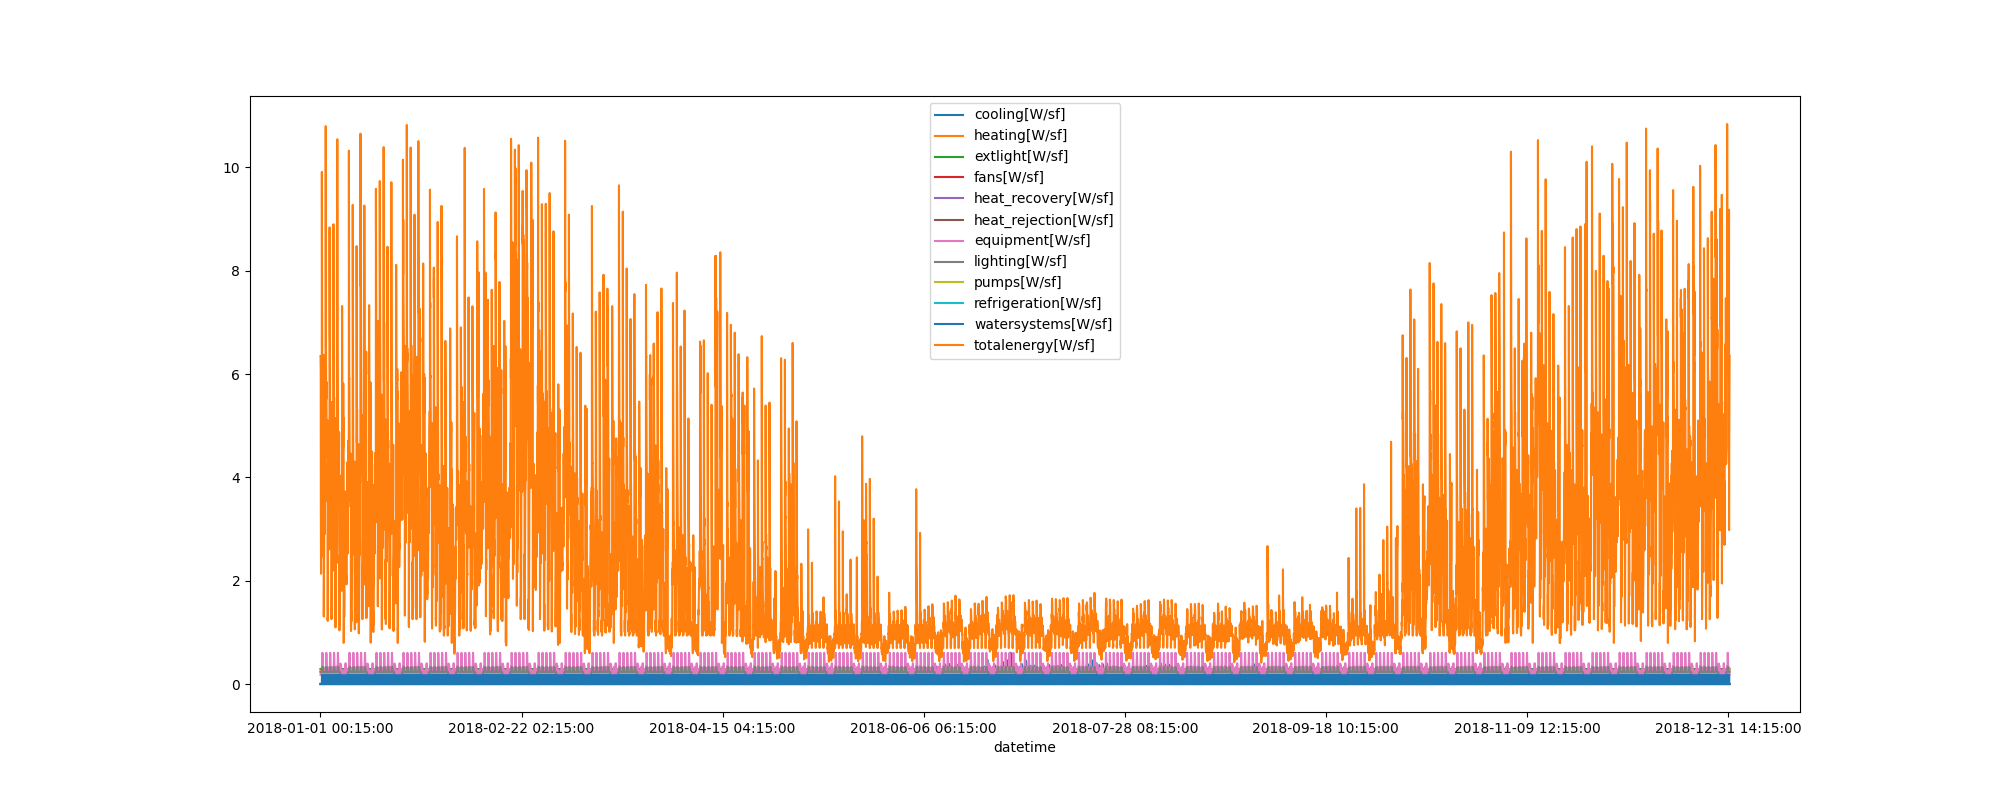 cooling[W/sf]
heating[W/sf]
extlight[W/sf]
fans[W/sf]
heat_recovery[W/sf]
heat_rejection[W/sf]
equipment[W/sf]
lighting[W/sf]
pumps[W/sf]
refrigeration[W/sf]
watersystems[W/sf]
totalenergy[W/sf]
10
8
6
4
2
0
2018-01-01 00:15:00 2018-02-22 02:15:00 2018-04-15 04:15:00 2018-06-06 06:15:00 2018-07-28 08:15:00 2018-09-18 10:15:00 2018-11-09 12:15:00 2018-12-31 14:15:00
datetime